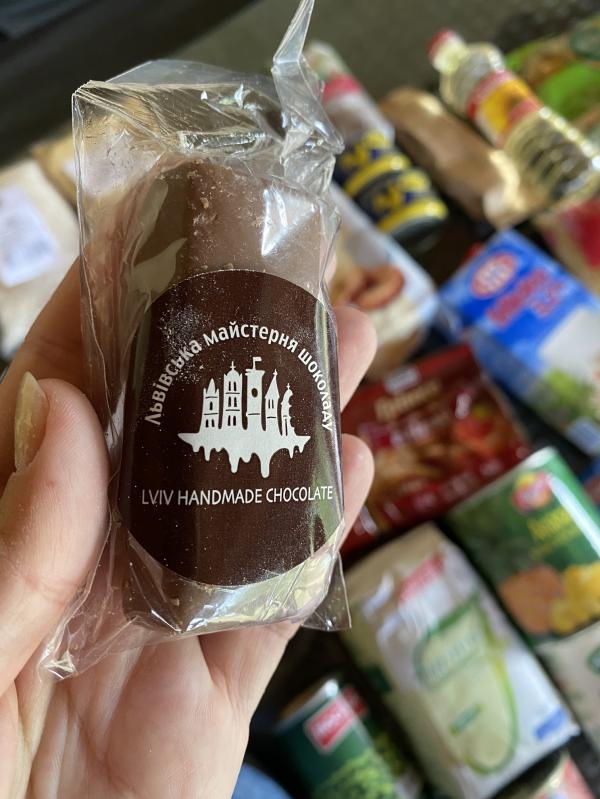 Львівська майстерня шоколаду
LVIV HANDMADE CHOCOLATE